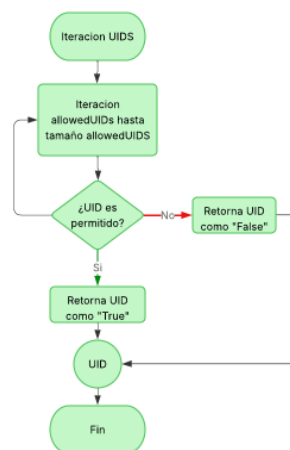 Iteracion UIDS
Iteracion
allowedUIDs hasta
tamaño allowedUIDS
¿UID es
permitido?
No
Retorna UID
como "False"
Si
Retorna UID
como "True"
UID
Fin